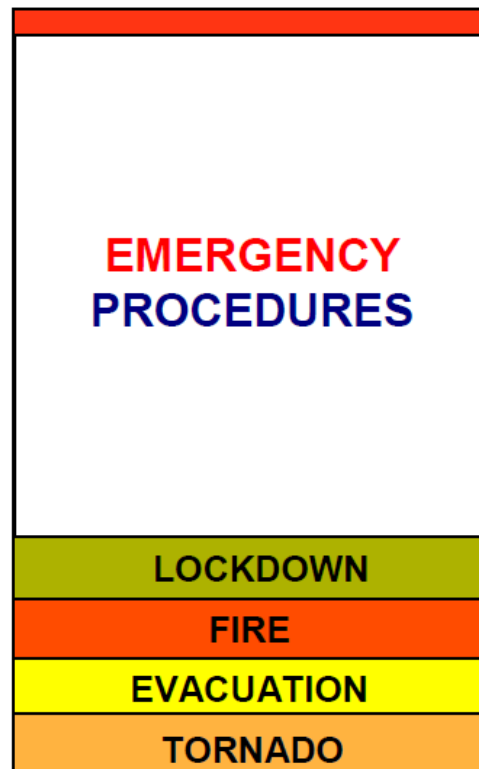 EMERGENCY
PROCEDURES
LOCKDOWN
FIRE
EVACUATION
TORNADO